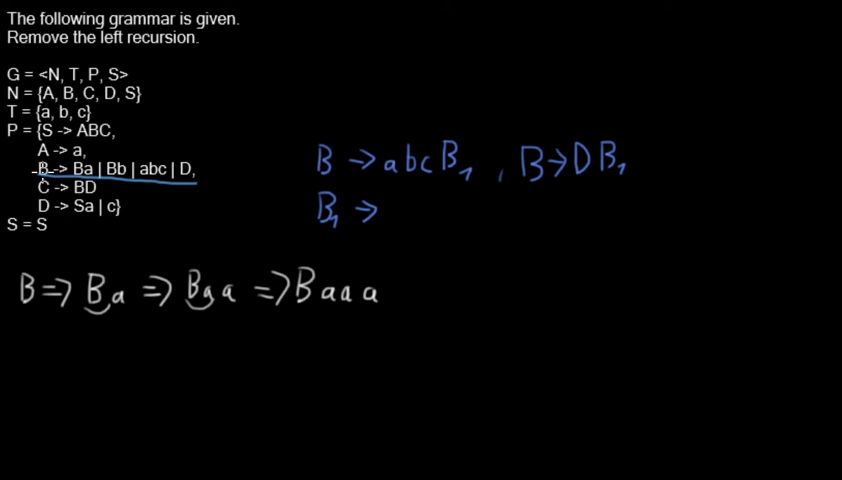 The following grammar is given.
Remove the left recursion.
G = <N, T, P, S>
N = {A, B, C, D, S}
T = {a, b, c}
P = {S -> ABC,
A -> a,
B -> Ba | Bb | abc | D,
C -> BD
D -> Sa | c}
S = S
B → abcB₁ , B → DB₁
B₁ →
B ⇒ Ba ⇒ Baa ⇒ Baaa